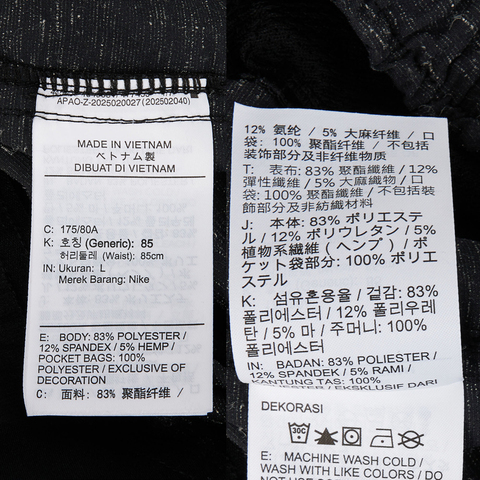 APAO-Z-2025020027 (202502040)
MADE IN VIETNAM
ベトナム製
DIBUAT DI VIETNAM
C: 175/80A
K: 호칭 (Generic): 85
허리둘레 (Waist): 85cm
IN: Ukuran: L
Merek Barang: Nike
E: BODY: 83% POLYESTER /
12% SPANDEX / 5% HEMP /
POCKET BAGS: 100%
POLYESTER / EXCLUSIVE OF
DECORATION
C: 面料: 83% 聚酯纤维 /
12% 氨纶 / 5% 大麻纤维 / 口
袋: 100% 聚酯纤维 / 不包括
装饰部分及非纤维物质
T: 表布: 83% 聚酯纖維 / 12%
彈性纖維 / 5% 大麻織物 / 口
袋: 100% 聚酯纖維 / 不包括裝
飾部分及非紡織材料
J: 本体: 83% ポリエステ
ル / 12% ポリウレタン / 5%
植物系繊維 (ヘンプ) / ポ
ケット袋部分: 100% ポリエ
ステル
K: 섬유혼용율 / 겉감: 83%
폴리에스터 / 12% 폴리우레
탄 / 5% 마 / 주머니: 100%
폴리에스터
IN: BADAN: 83% POLIESTER /
12% SPANDEX / 5% RAMI /
KANTUNG TAS: 100%
POLIESTER / EKSKLUSIF DARI
DEKORASI
30C
E: MACHINE WASH COLD /
WASH WITH LIKE COLORS / DO